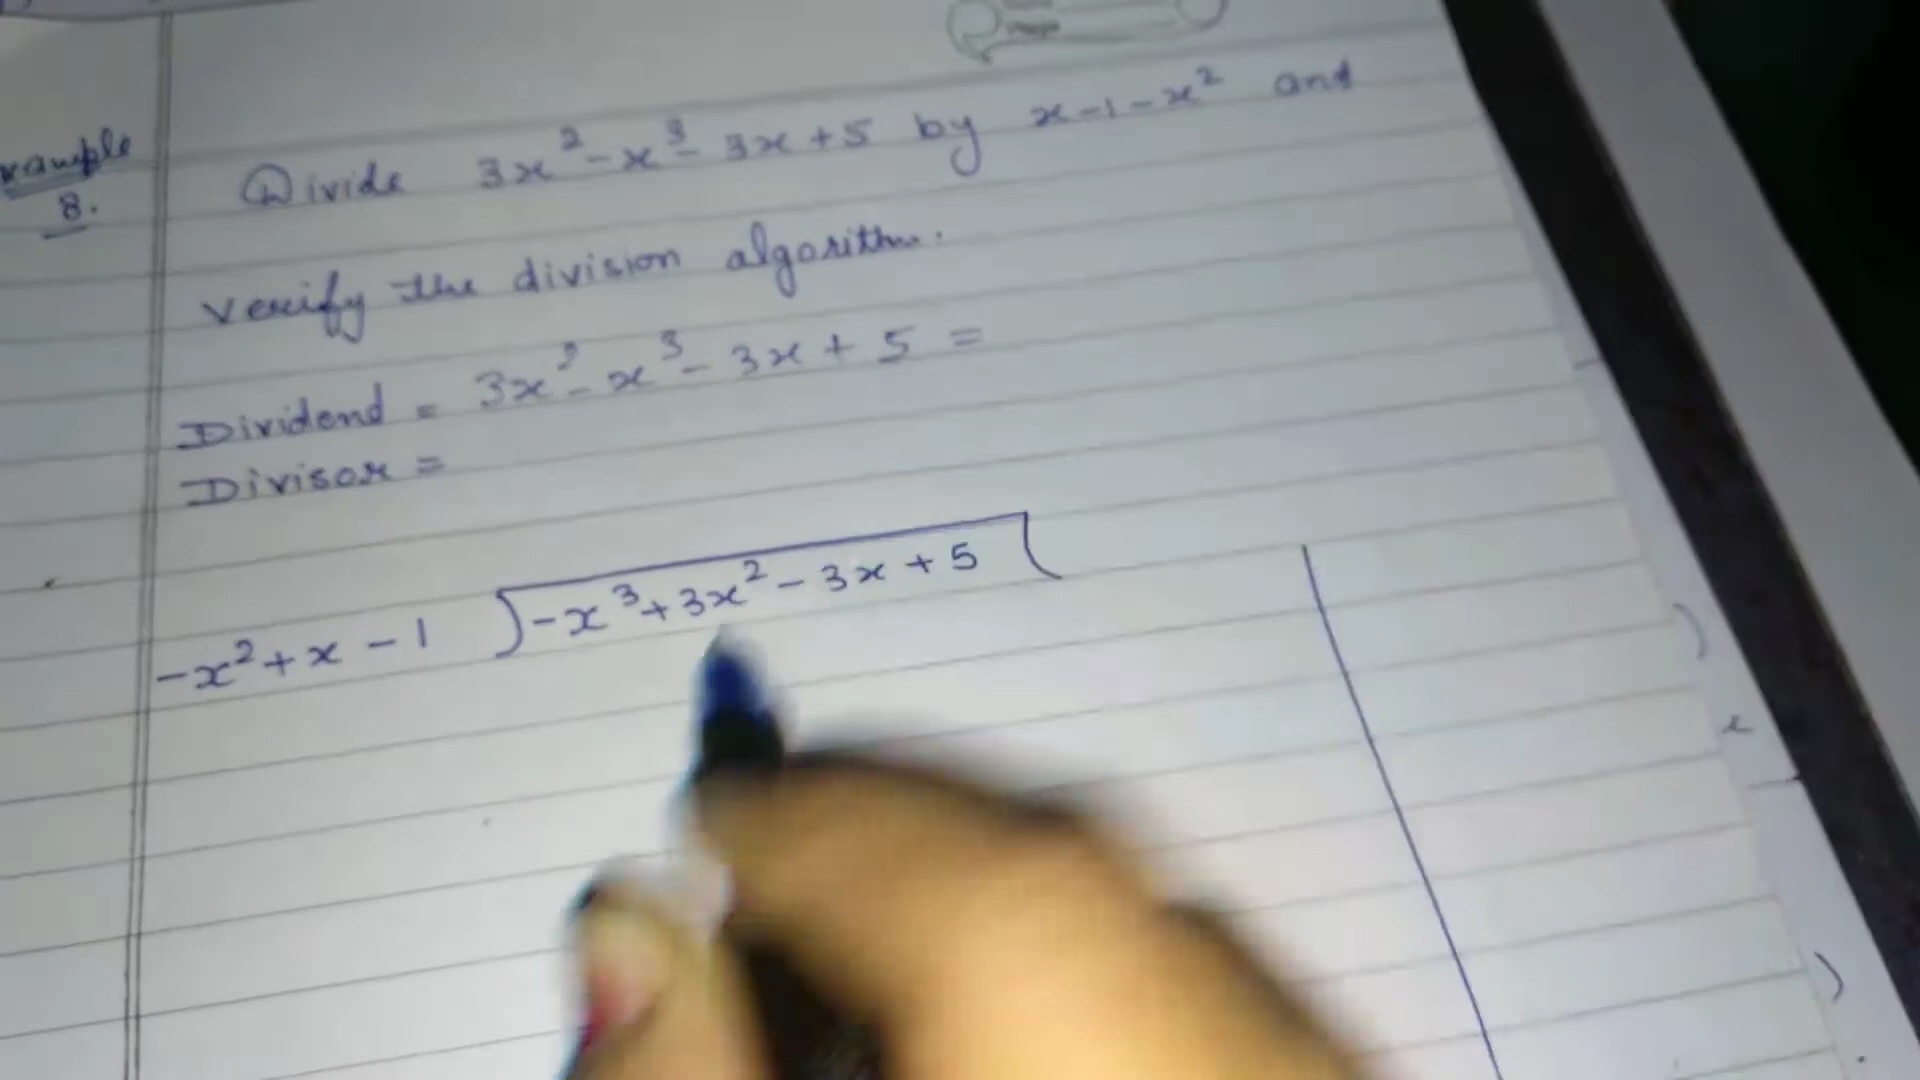 xample
8.
Divide 3x² - x³ - 3x + 5 by x - 1 - x² and
verify the division algorithm.
Dividend = 3x² - x³ - 3x + 5 =
Divisor =
-x² + x - 1 ) -x³ + 3x² - 3x + 5 (